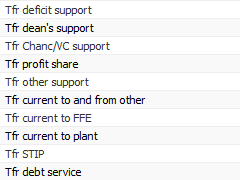 Tfr deficit support
Tfr dean's support
Tfr Chanc/VC support
Tfr profit share
Tfr other support
Tfr current to and from other
Tfr current to FFE
Tfr current to plant
Tfr STIP
Tfr debt service